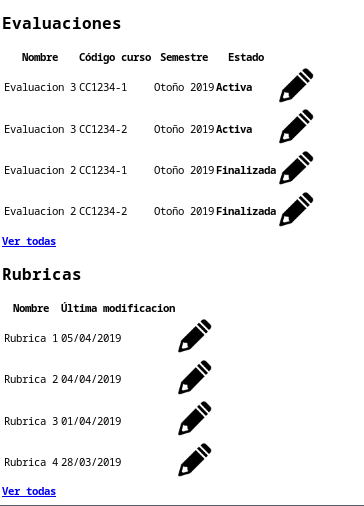 Evaluaciones
Nombre Código curso Semestre Estado
Evaluacion 3 CC1234-1 Otoño 2019 Activa
Evaluacion 3 CC1234-2 Otoño 2019 Activa
Evaluacion 2 CC1234-1 Otoño 2019 Finalizada
Evaluacion 2 CC1234-2 Otoño 2019 Finalizada
Ver todas
Rubricas
Nombre Última modificacion
Rubrica 1 05/04/2019
Rubrica 2 04/04/2019
Rubrica 3 01/04/2019
Rubrica 4 28/03/2019
Ver todas